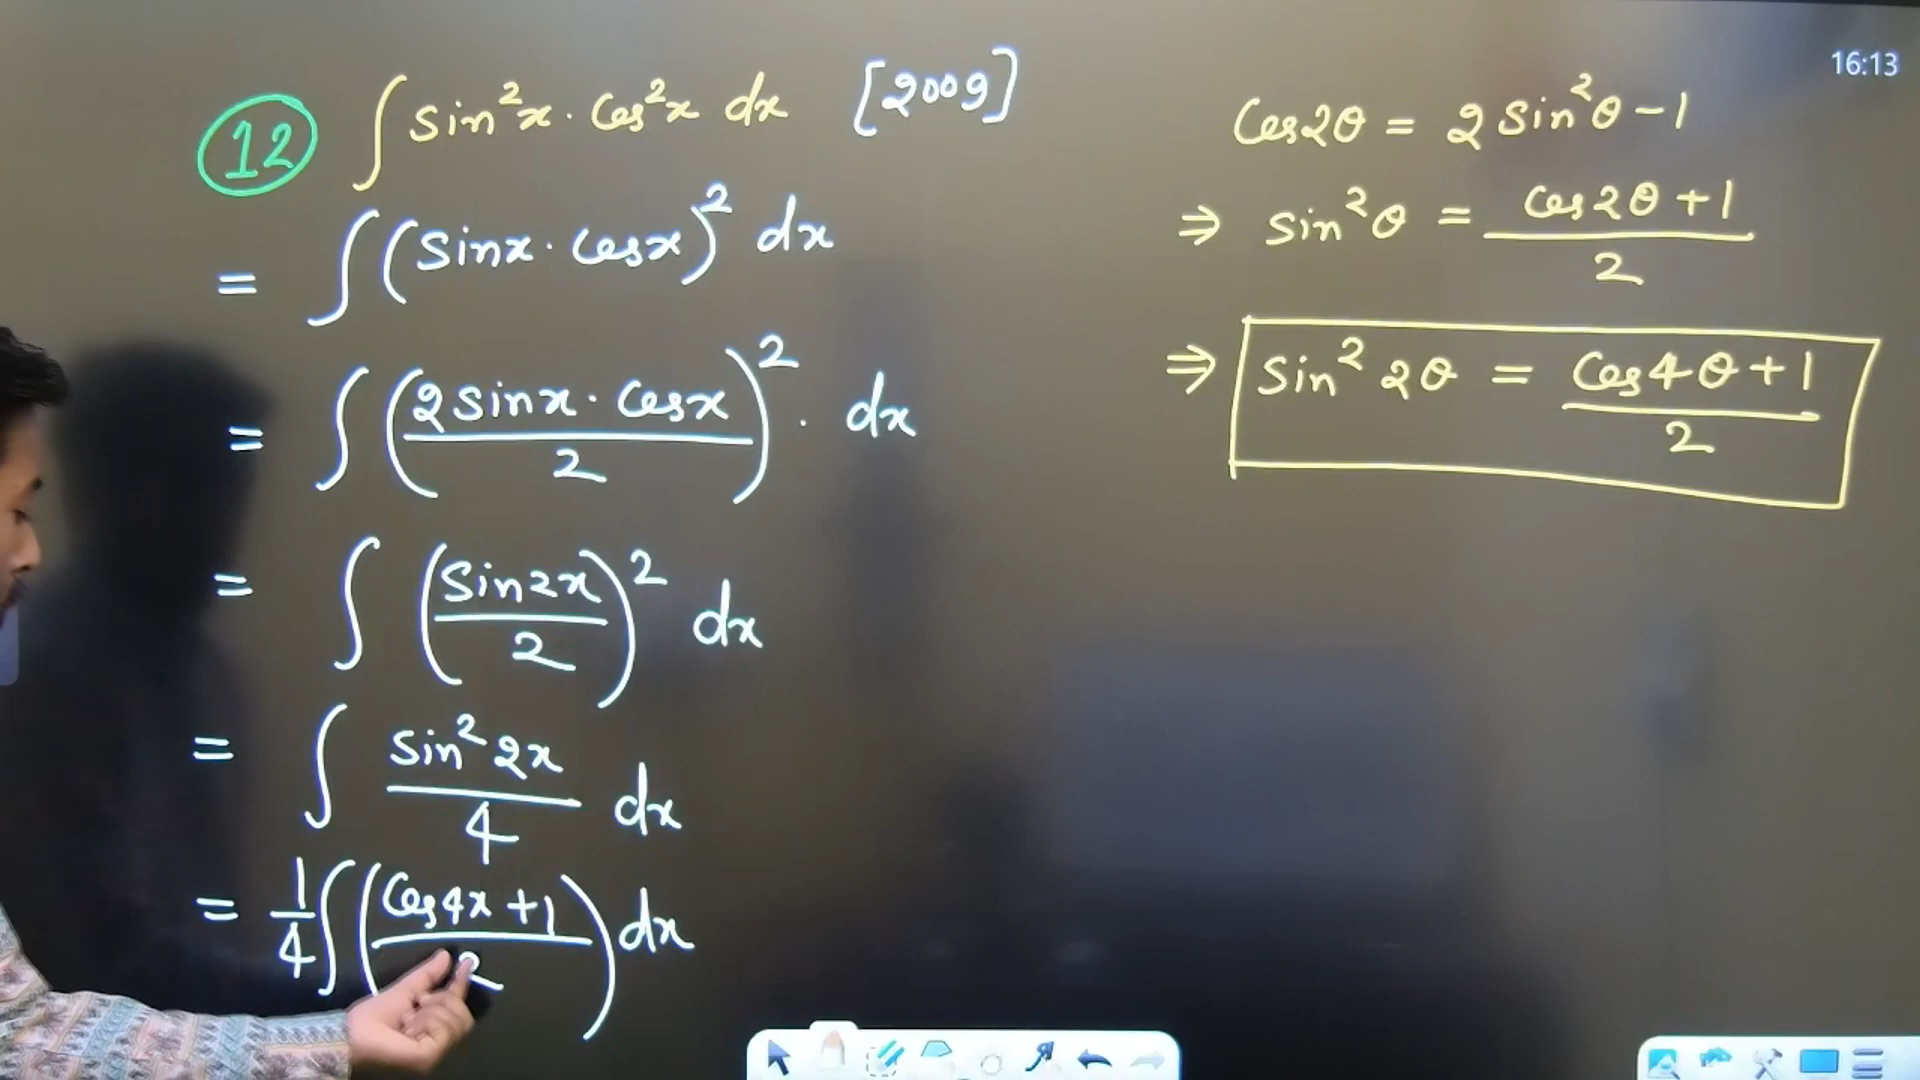 16:13
12 ∫ sin²x · cos²x dx [2009]
= ∫ (sinx · cosx)² dx
= ∫ (2sinx · cosx / 2)² · dx
= ∫ (sin2x / 2)² dx
= ∫ sin²2x / 4 dx
= 1/4 ∫ (cos4x + 1 / 2) dx
cos2θ = 2sin²θ - 1
⇒ sin²θ = cos2θ + 1 / 2
⇒ sin²2θ = cos4θ + 1 / 2